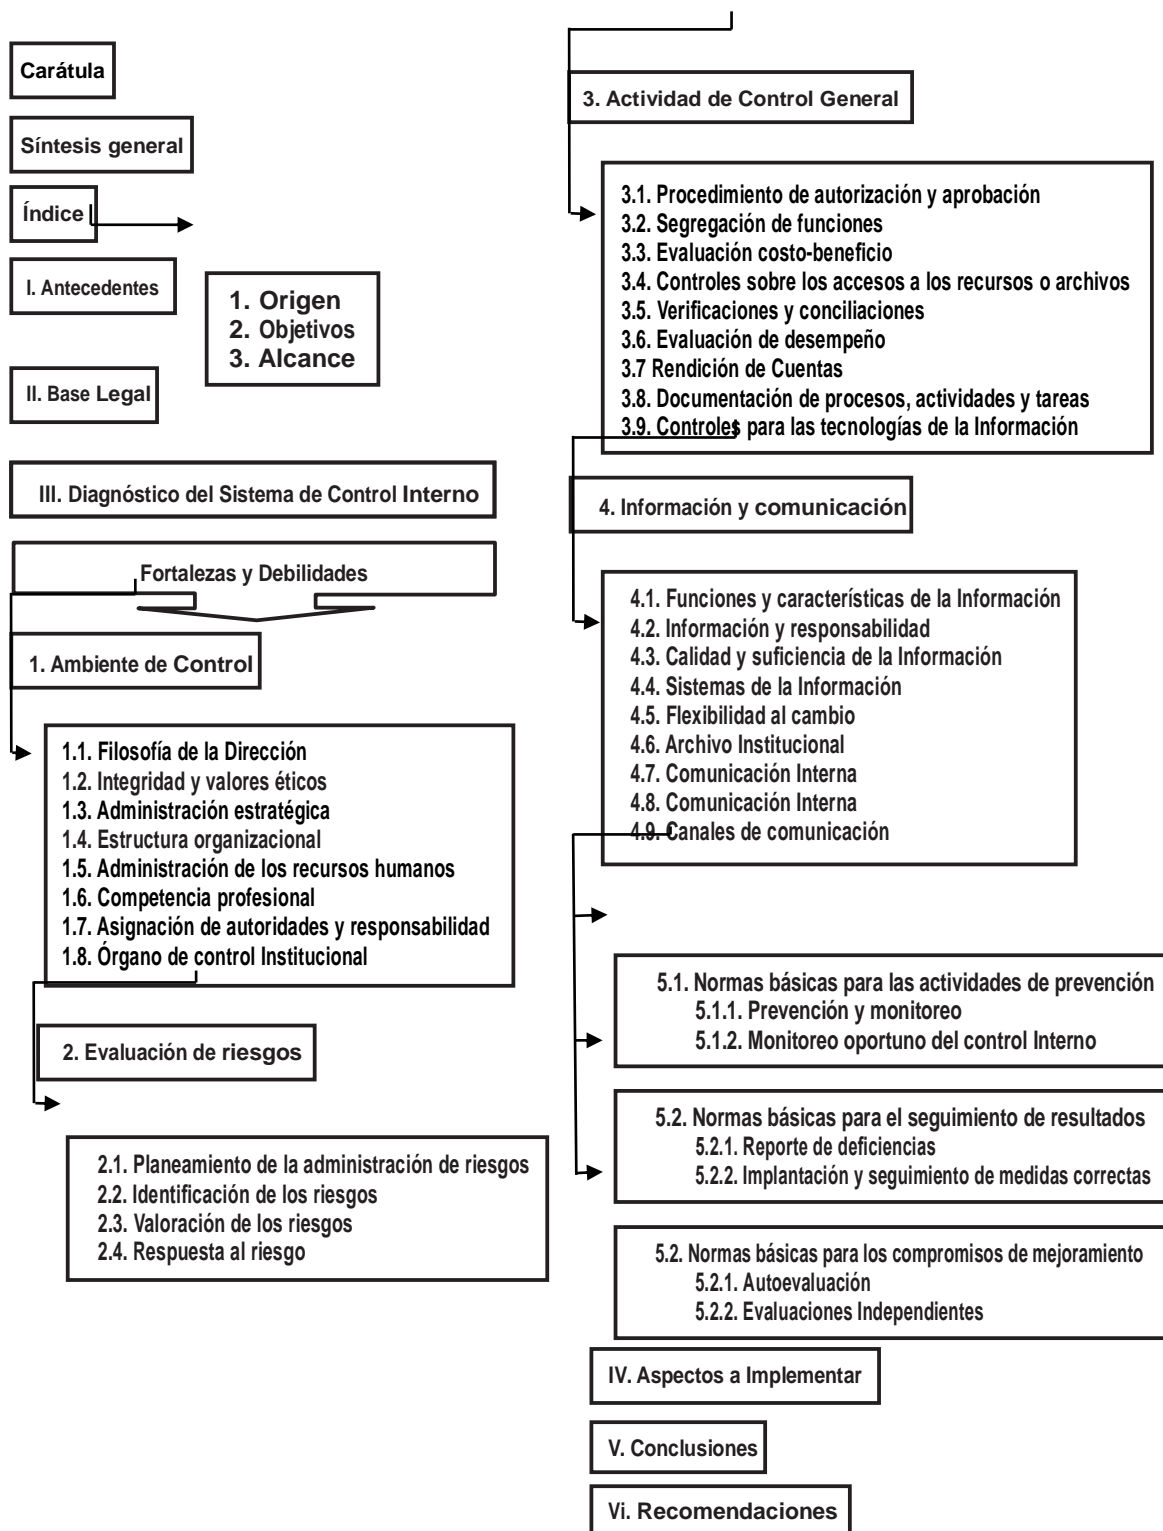 Carátula
Síntesis general
Índice
I. Antecedentes
1. Origen
2. Objetivos
3. Alcance
II. Base Legal
III. Diagnóstico del Sistema de Control Interno
Fortalezas y Debilidades
1. Ambiente de Control
1.1. Filosofía de la Dirección
1.2. Integridad y valores éticos
1.3. Administración estratégica
1.4. Estructura organizacional
1.5. Administración de los recursos humanos
1.6. Competencia profesional
1.7. Asignación de autoridades y responsabilidad
1.8. Órgano de control Institucional
2. Evaluación de riesgos
2.1. Planeamiento de la administración de riesgos
2.2. Identificación de los riesgos
2.3. Valoración de los riesgos
2.4. Respuesta al riesgo
3. Actividad de Control General
3.1. Procedimiento de autorización y aprobación
3.2. Segregación de funciones
3.3. Evaluación costo-beneficio
3.4. Controles sobre los accesos a los recursos o archivos
3.5. Verificaciones y conciliaciones
3.6. Evaluación de desempeño
3.7 Rendición de Cuentas
3.8. Documentación de procesos, actividades y tareas
3.9. Controles para las tecnologías de la Información
4. Información y comunicación
4.1. Funciones y características de la Información
4.2. Información y responsabilidad
4.3. Calidad y suficiencia de la Información
4.4. Sistemas de la Información
4.5. Flexibilidad al cambio
4.6. Archivo Institucional
4.7. Comunicación Interna
4.8. Comunicación Interna
4.9. Canales de comunicación
5.1. Normas básicas para las actividades de prevención
5.1.1. Prevención y monitoreo
5.1.2. Monitoreo oportuno del control Interno
5.2. Normas básicas para el seguimiento de resultados
5.2.1. Reporte de deficiencias
5.2.2. Implantación y seguimiento de medidas correctas
5.2. Normas básicas para los compromisos de mejoramiento
5.2.1. Autoevaluación
5.2.2. Evaluaciones Independientes
IV. Aspectos a Implementar
V. Conclusiones
Vi. Recomendaciones